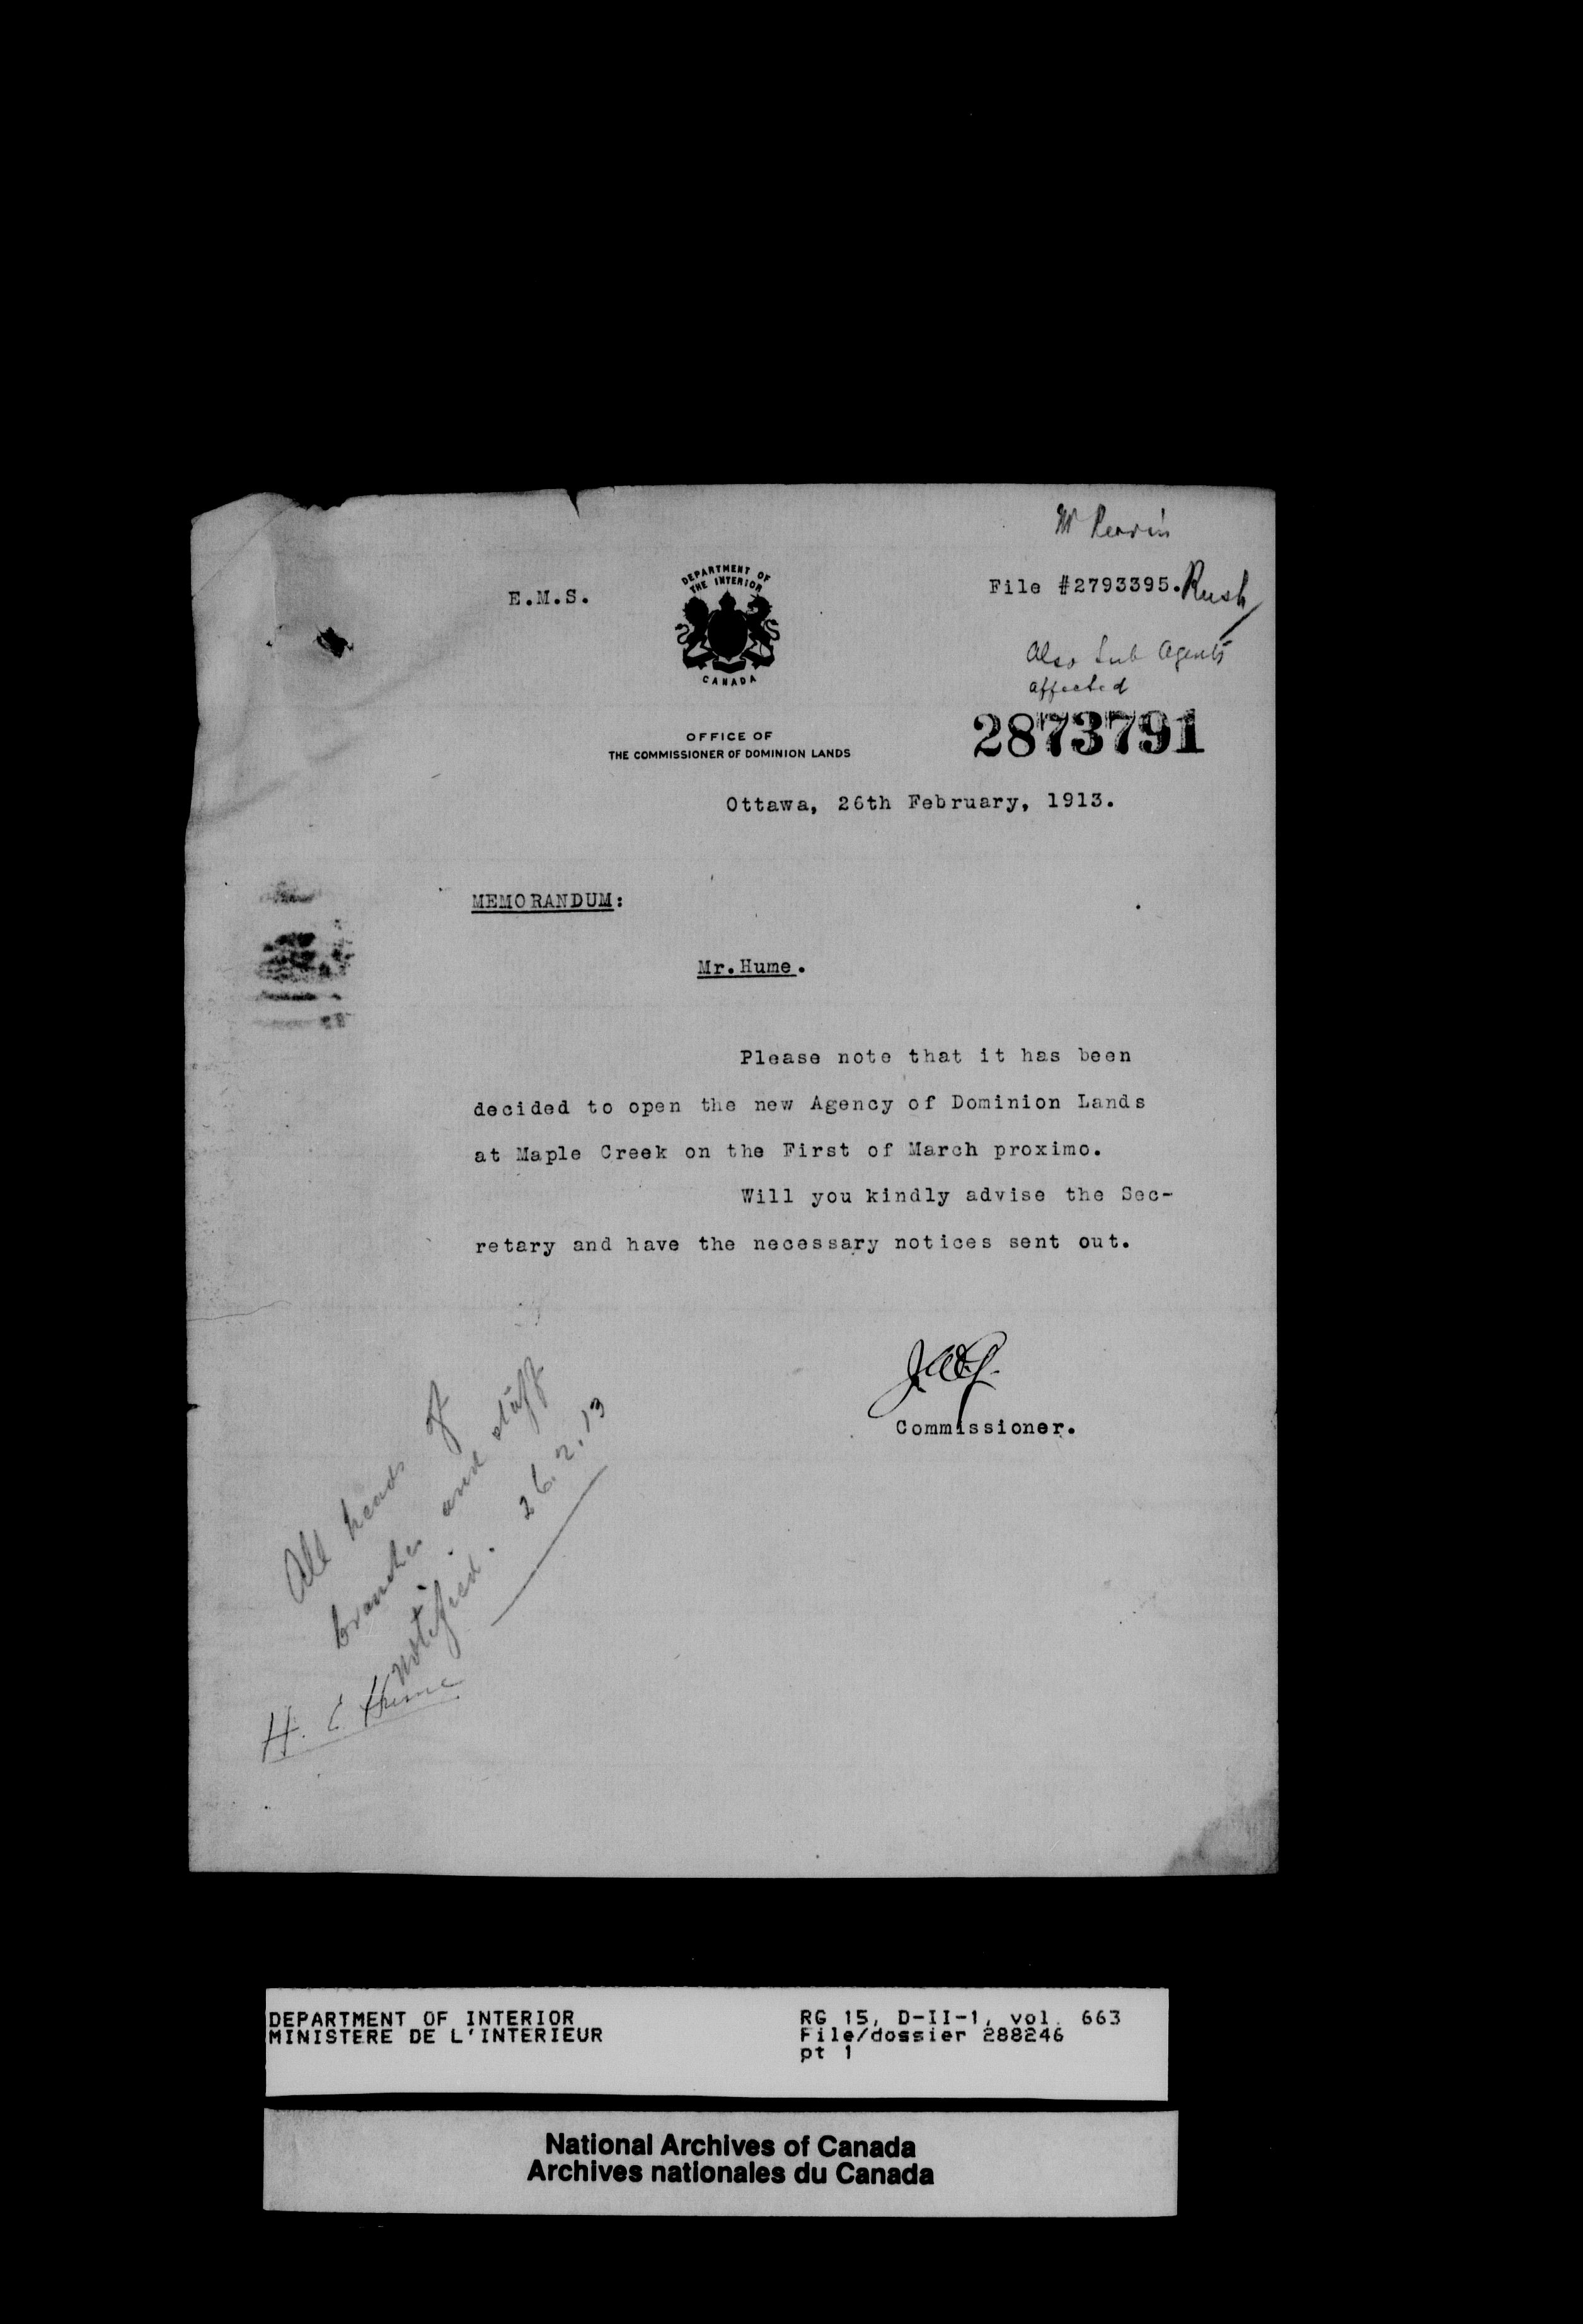 Mr Perrin
E.M.S.
DEPARTMENT OF
THE INTERIOR
CANADA
File #2793395. Rush
Also Sub Agents
affected
2873791
OFFICE OF
THE COMMISSIONER OF DOMINION LANDS
Ottawa, 26th February, 1913.
MEMORANDUM:
Mr. Hume.
Please note that it has been
decided to open the new Agency of Dominion Lands
at Maple Creek on the First of March proximo.
Will you kindly advise the Sec-
retary and have the necessary notices sent out.
Commissioner.
All heads of
branches and staff
notified. 26.2.13
H. C Hume
DEPARTMENT OF INTERIOR
MINISTERE DE L'INTERIEUR
RG 15, D-II-1, vol. 663
File/dossier 288246
pt 1
National Archives of Canada
Archives nationales du Canada